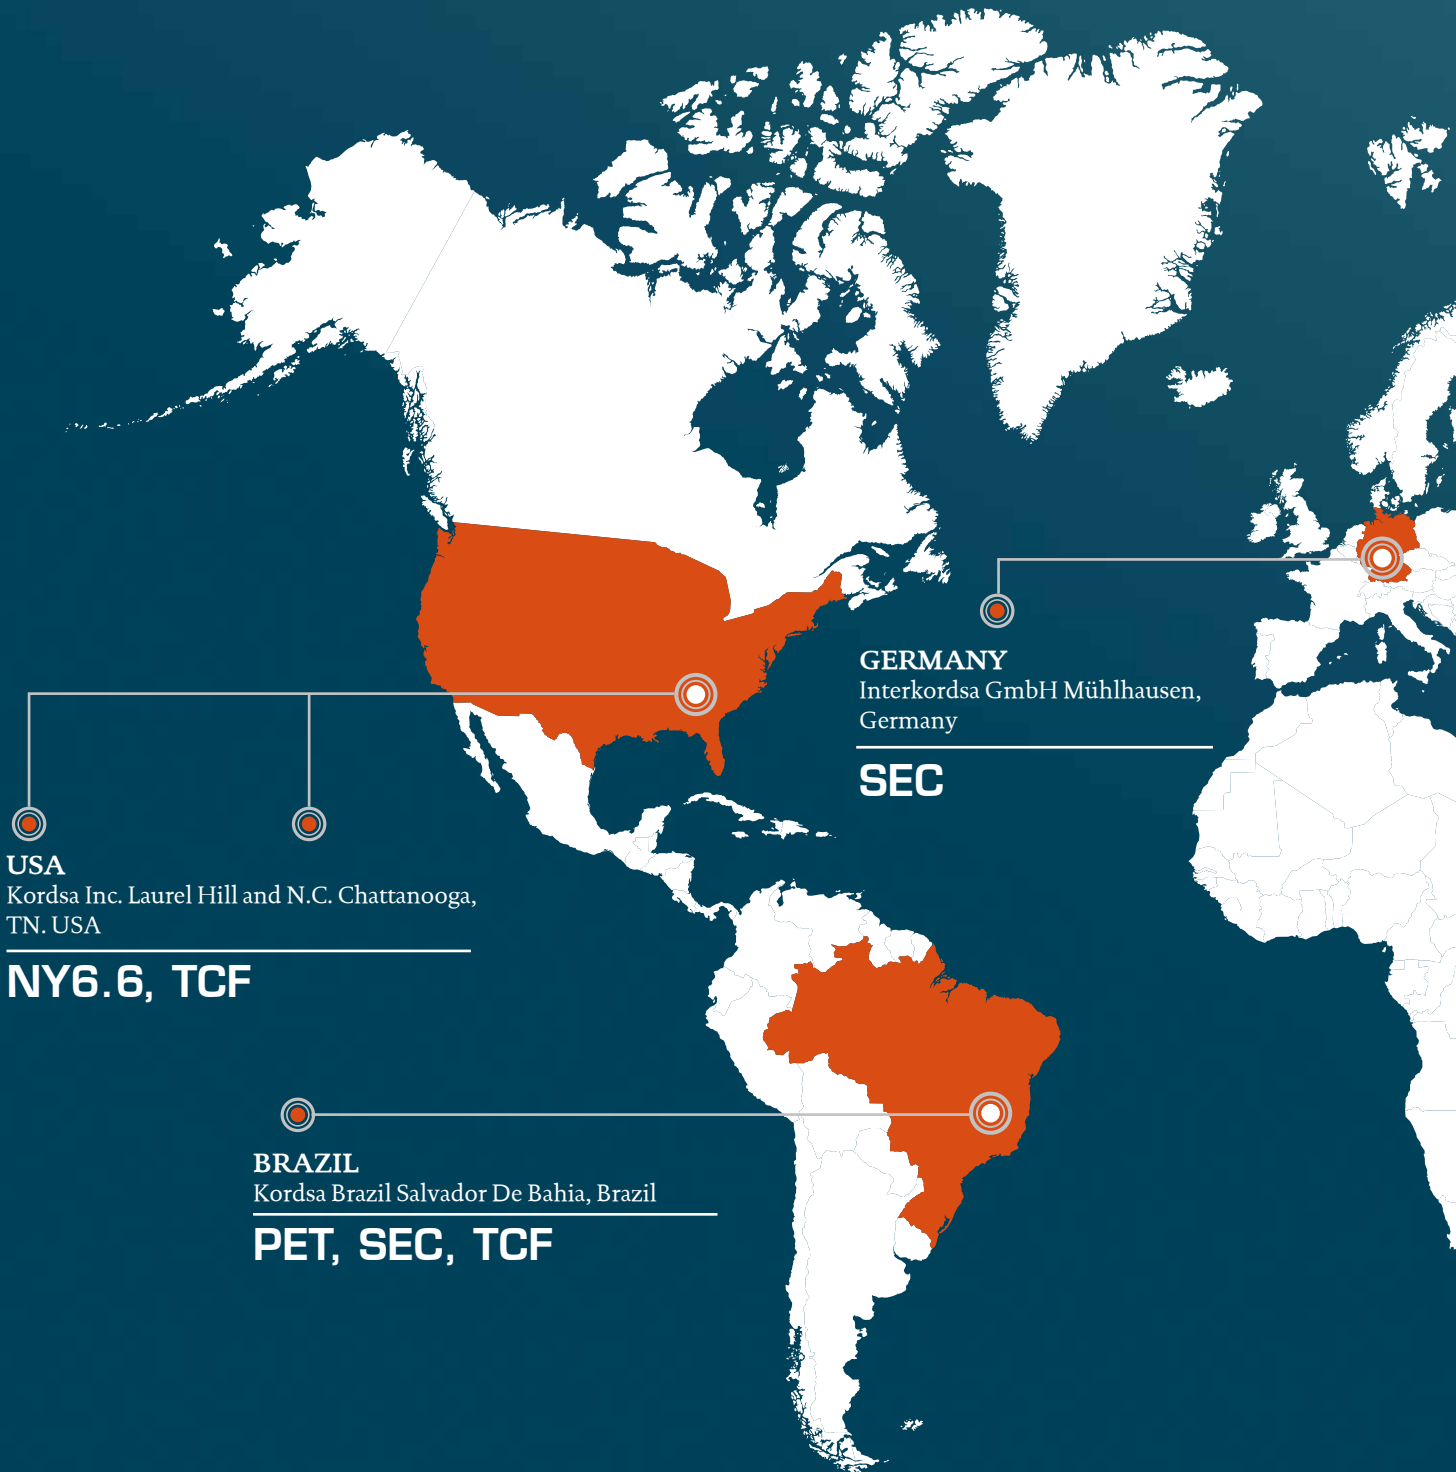 GERMANY
Interkordsa GmbH Mühlhausen,
Germany
SEC
USA
Kordsa Inc. Laurel Hill and N.C. Chattanooga,
TN. USA
NY6.6, TCF
BRAZIL
Kordsa Brazil Salvador De Bahia, Brazil
PET, SEC, TCF